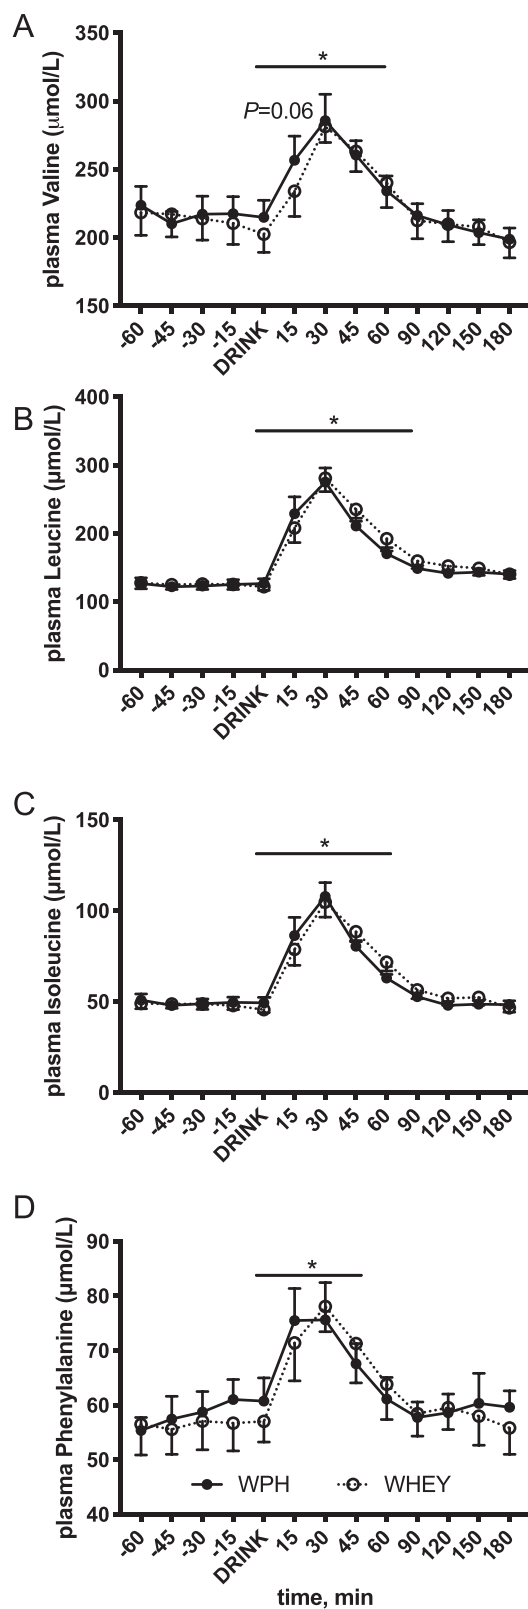 A
plasma Valine (μmol/L)
350
300
250
200
150
*
P=0.06
-60 -45 -30 -15 DRINK 15 30 45 60 90 120 150 180
B
plasma Leucine (μmol/L)
400
300
200
100
0
*
-60 -45 -30 -15 DRINK 15 30 45 60 90 120 150 180
C
plasma Isoleucine (μmol/L)
150
100
50
0
*
-60 -45 -30 -15 DRINK 15 30 45 60 90 120 150 180
D
plasma Phenylalanine (μmol/L)
90
80
70
60
50
40
*
WPH WHEY
-60 -45 -30 -15 DRINK 15 30 45 60 90 120 150 180
time, min